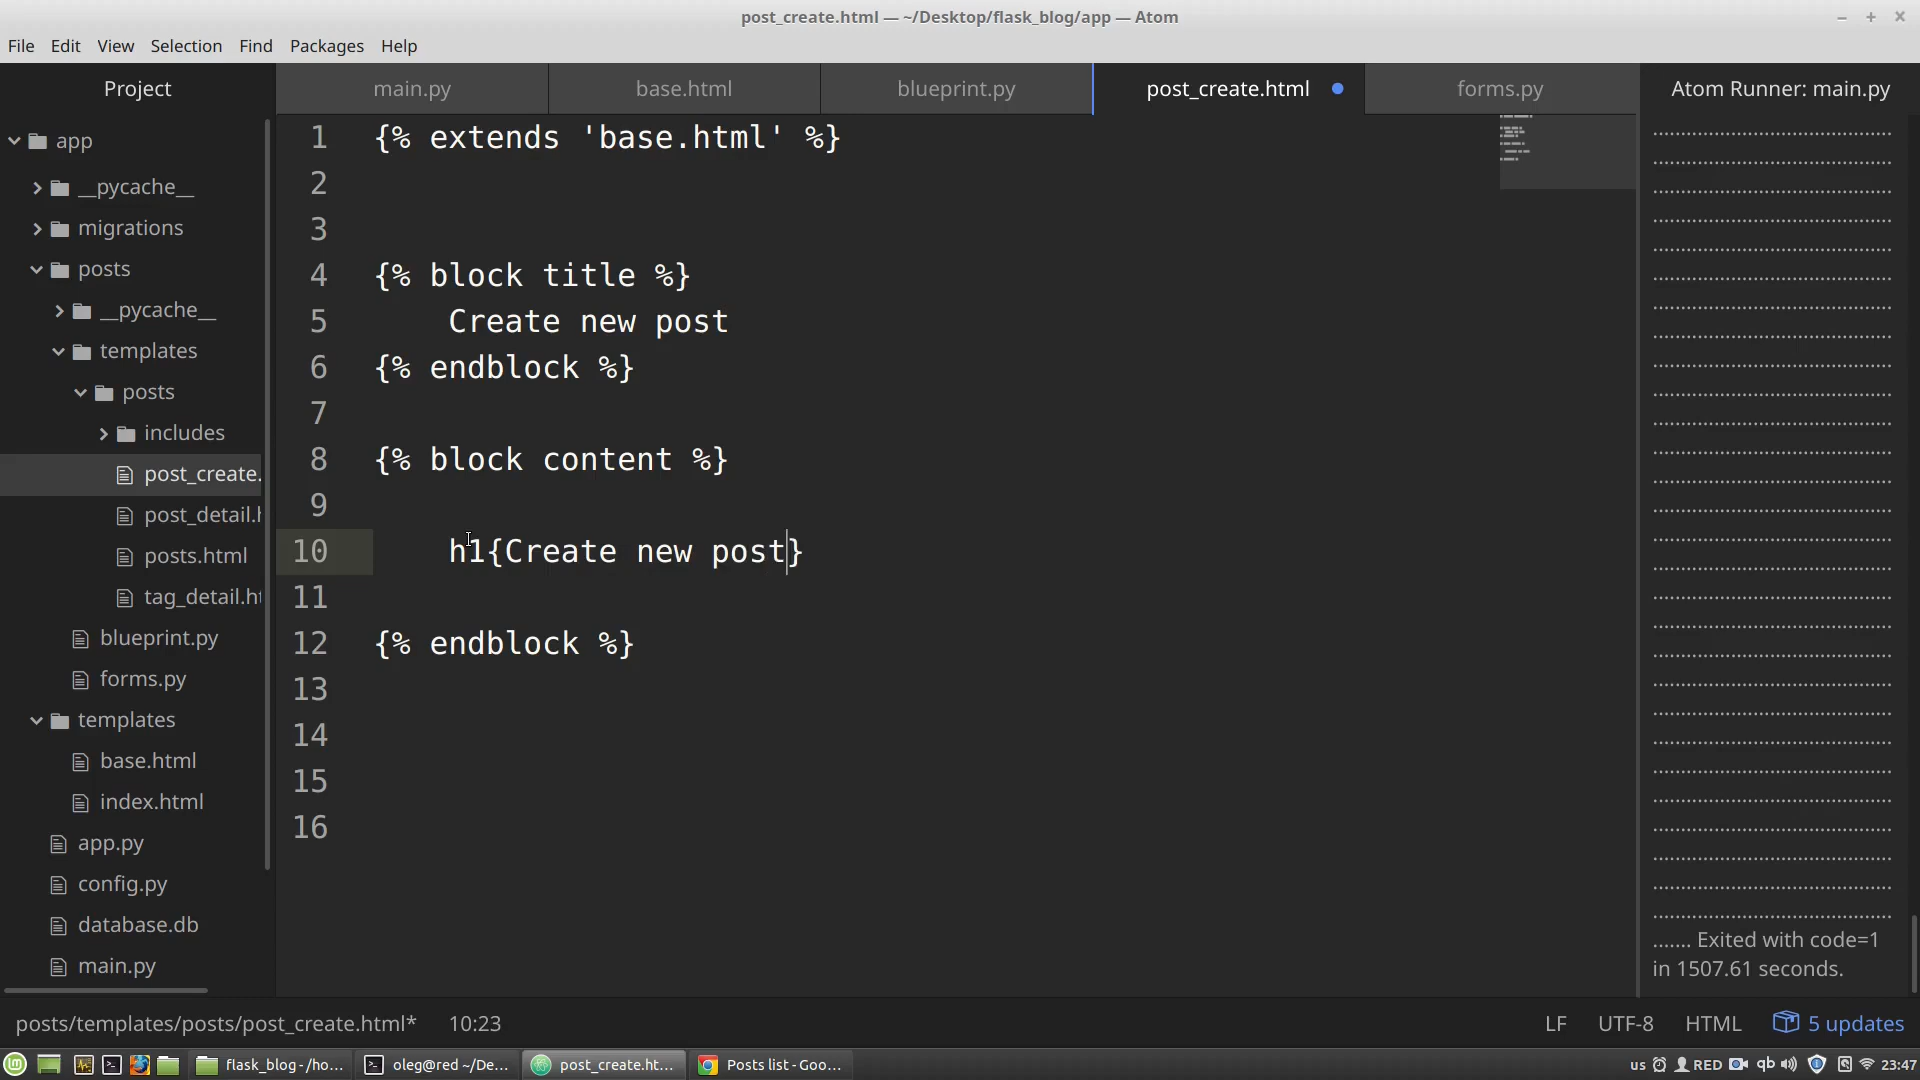 post_create.html — ~/Desktop/flask_blog/app — Atom
File Edit View Selection Find Packages Help
Project
main.py
base.html
blueprint.py
post_create.html
forms.py
Atom Runner: main.py
app
__pycache__
migrations
posts
__pycache__
templates
posts
includes
post_create.
post_detail.h
posts.html
tag_detail.ht
blueprint.py
forms.py
templates
base.html
index.html
app.py
config.py
database.db
main.py
1 {% extends 'base.html' %}
2
3
4 {% block title %}
5 Create new post
6 {% endblock %}
7
8 {% block content %}
9
10 h1{Create new post}
11
12 {% endblock %}
13
14
15
16
....... Exited with code=1
in 1507.61 seconds.
posts/templates/posts/post_create.html* 10:23
LF UTF-8 HTML 5 updates
flask_blog - /ho...
oleg@red ~/De...
post_create.ht...
Posts list - Goo...
us RED qb 23:47